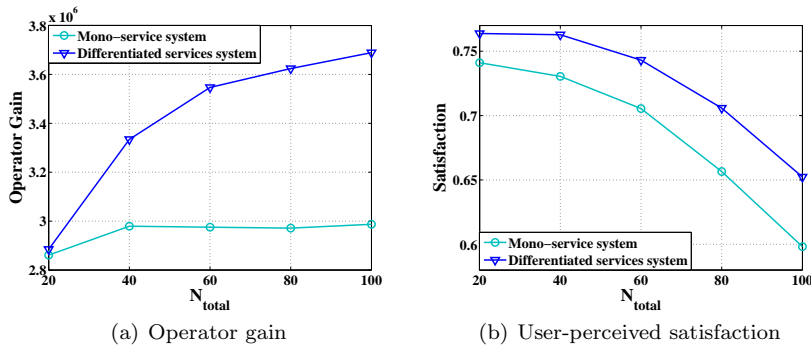 x 10^6
3.8
3.6
3.4
3.2
3
2.8
Operator Gain
Mono-service system
Differentiated services system
20 40 60 80 100
N_total
(a) Operator gain
0.75
0.7
0.65
0.6
Satisfaction
Mono-service system
Differentiated services system
20 40 60 80 100
N_total
(b) User-perceived satisfaction